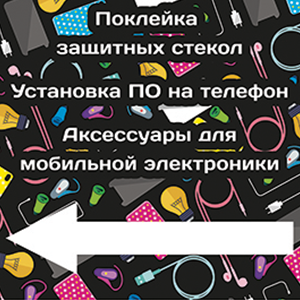 Поклейка
защитных стекол
Установка ПО на телефон
Аксессуары для
мобильной электроники